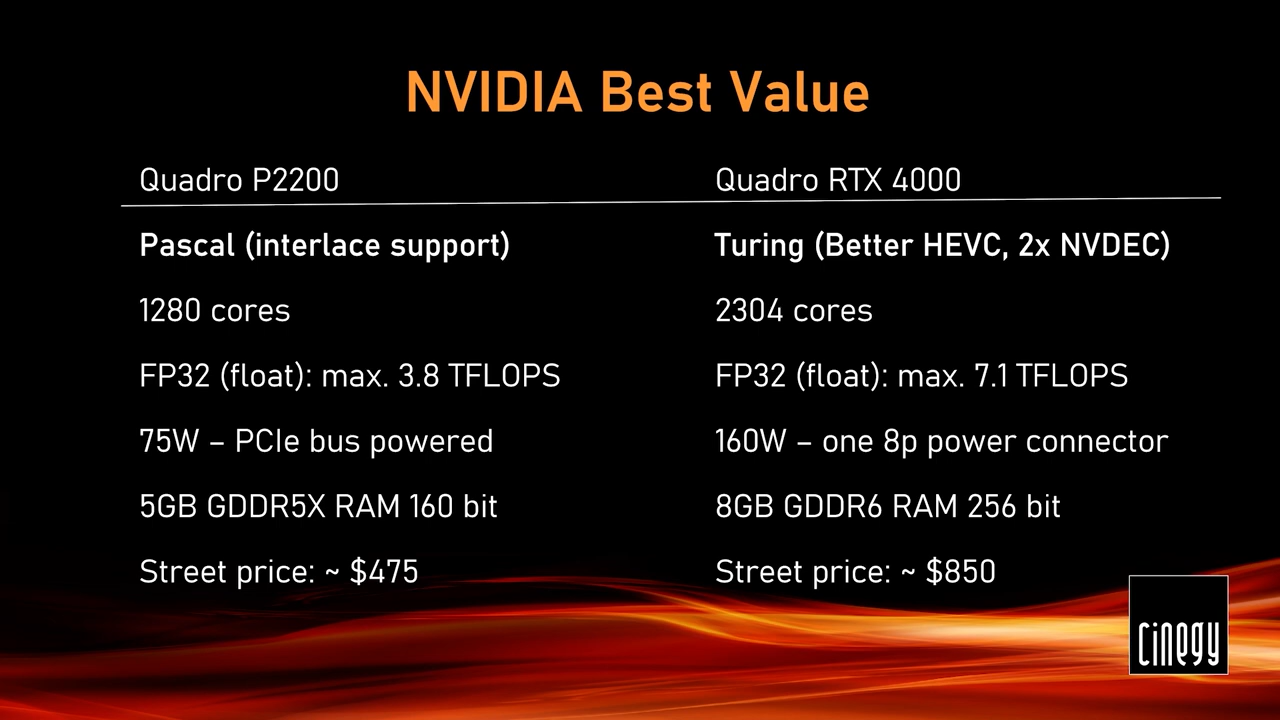 NVIDIA Best Value
Quadro P2200
Quadro RTX 4000
Pascal (interlace support)
Turing (Better HEVC, 2x NVDEC)
1280 cores
2304 cores
FP32 (float): max. 3.8 TFLOPS
FP32 (float): max. 7.1 TFLOPS
75W – PCIe bus powered
160W – one 8p power connector
5GB GDDR5X RAM 160 bit
8GB GDDR6 RAM 256 bit
Street price: ~ $475
Street price: ~ $850
cinegy